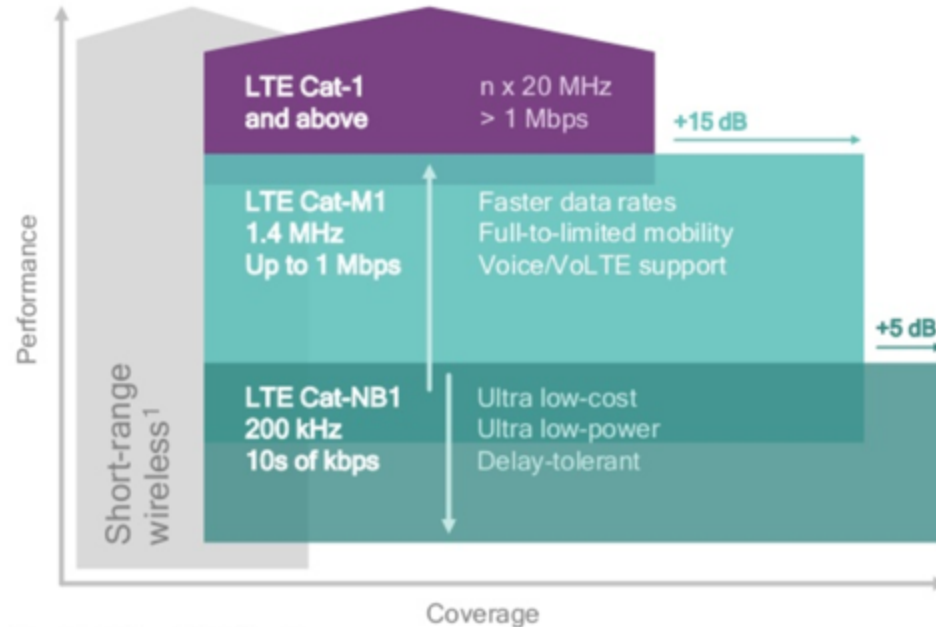 LTE Cat-1
and above
n x 20 MHz
> 1 Mbps
+15 dB
LTE Cat-M1
1.4 MHz
Up to 1 Mbps
Faster data rates
Full-to-limited mobility
Voice/VoLTE support
+5 dB
LTE Cat-NB1
200 kHz
10s of kbps
Ultra low-cost
Ultra low-power
Delay-tolerant
Short-range
wireless¹
Performance
Coverage